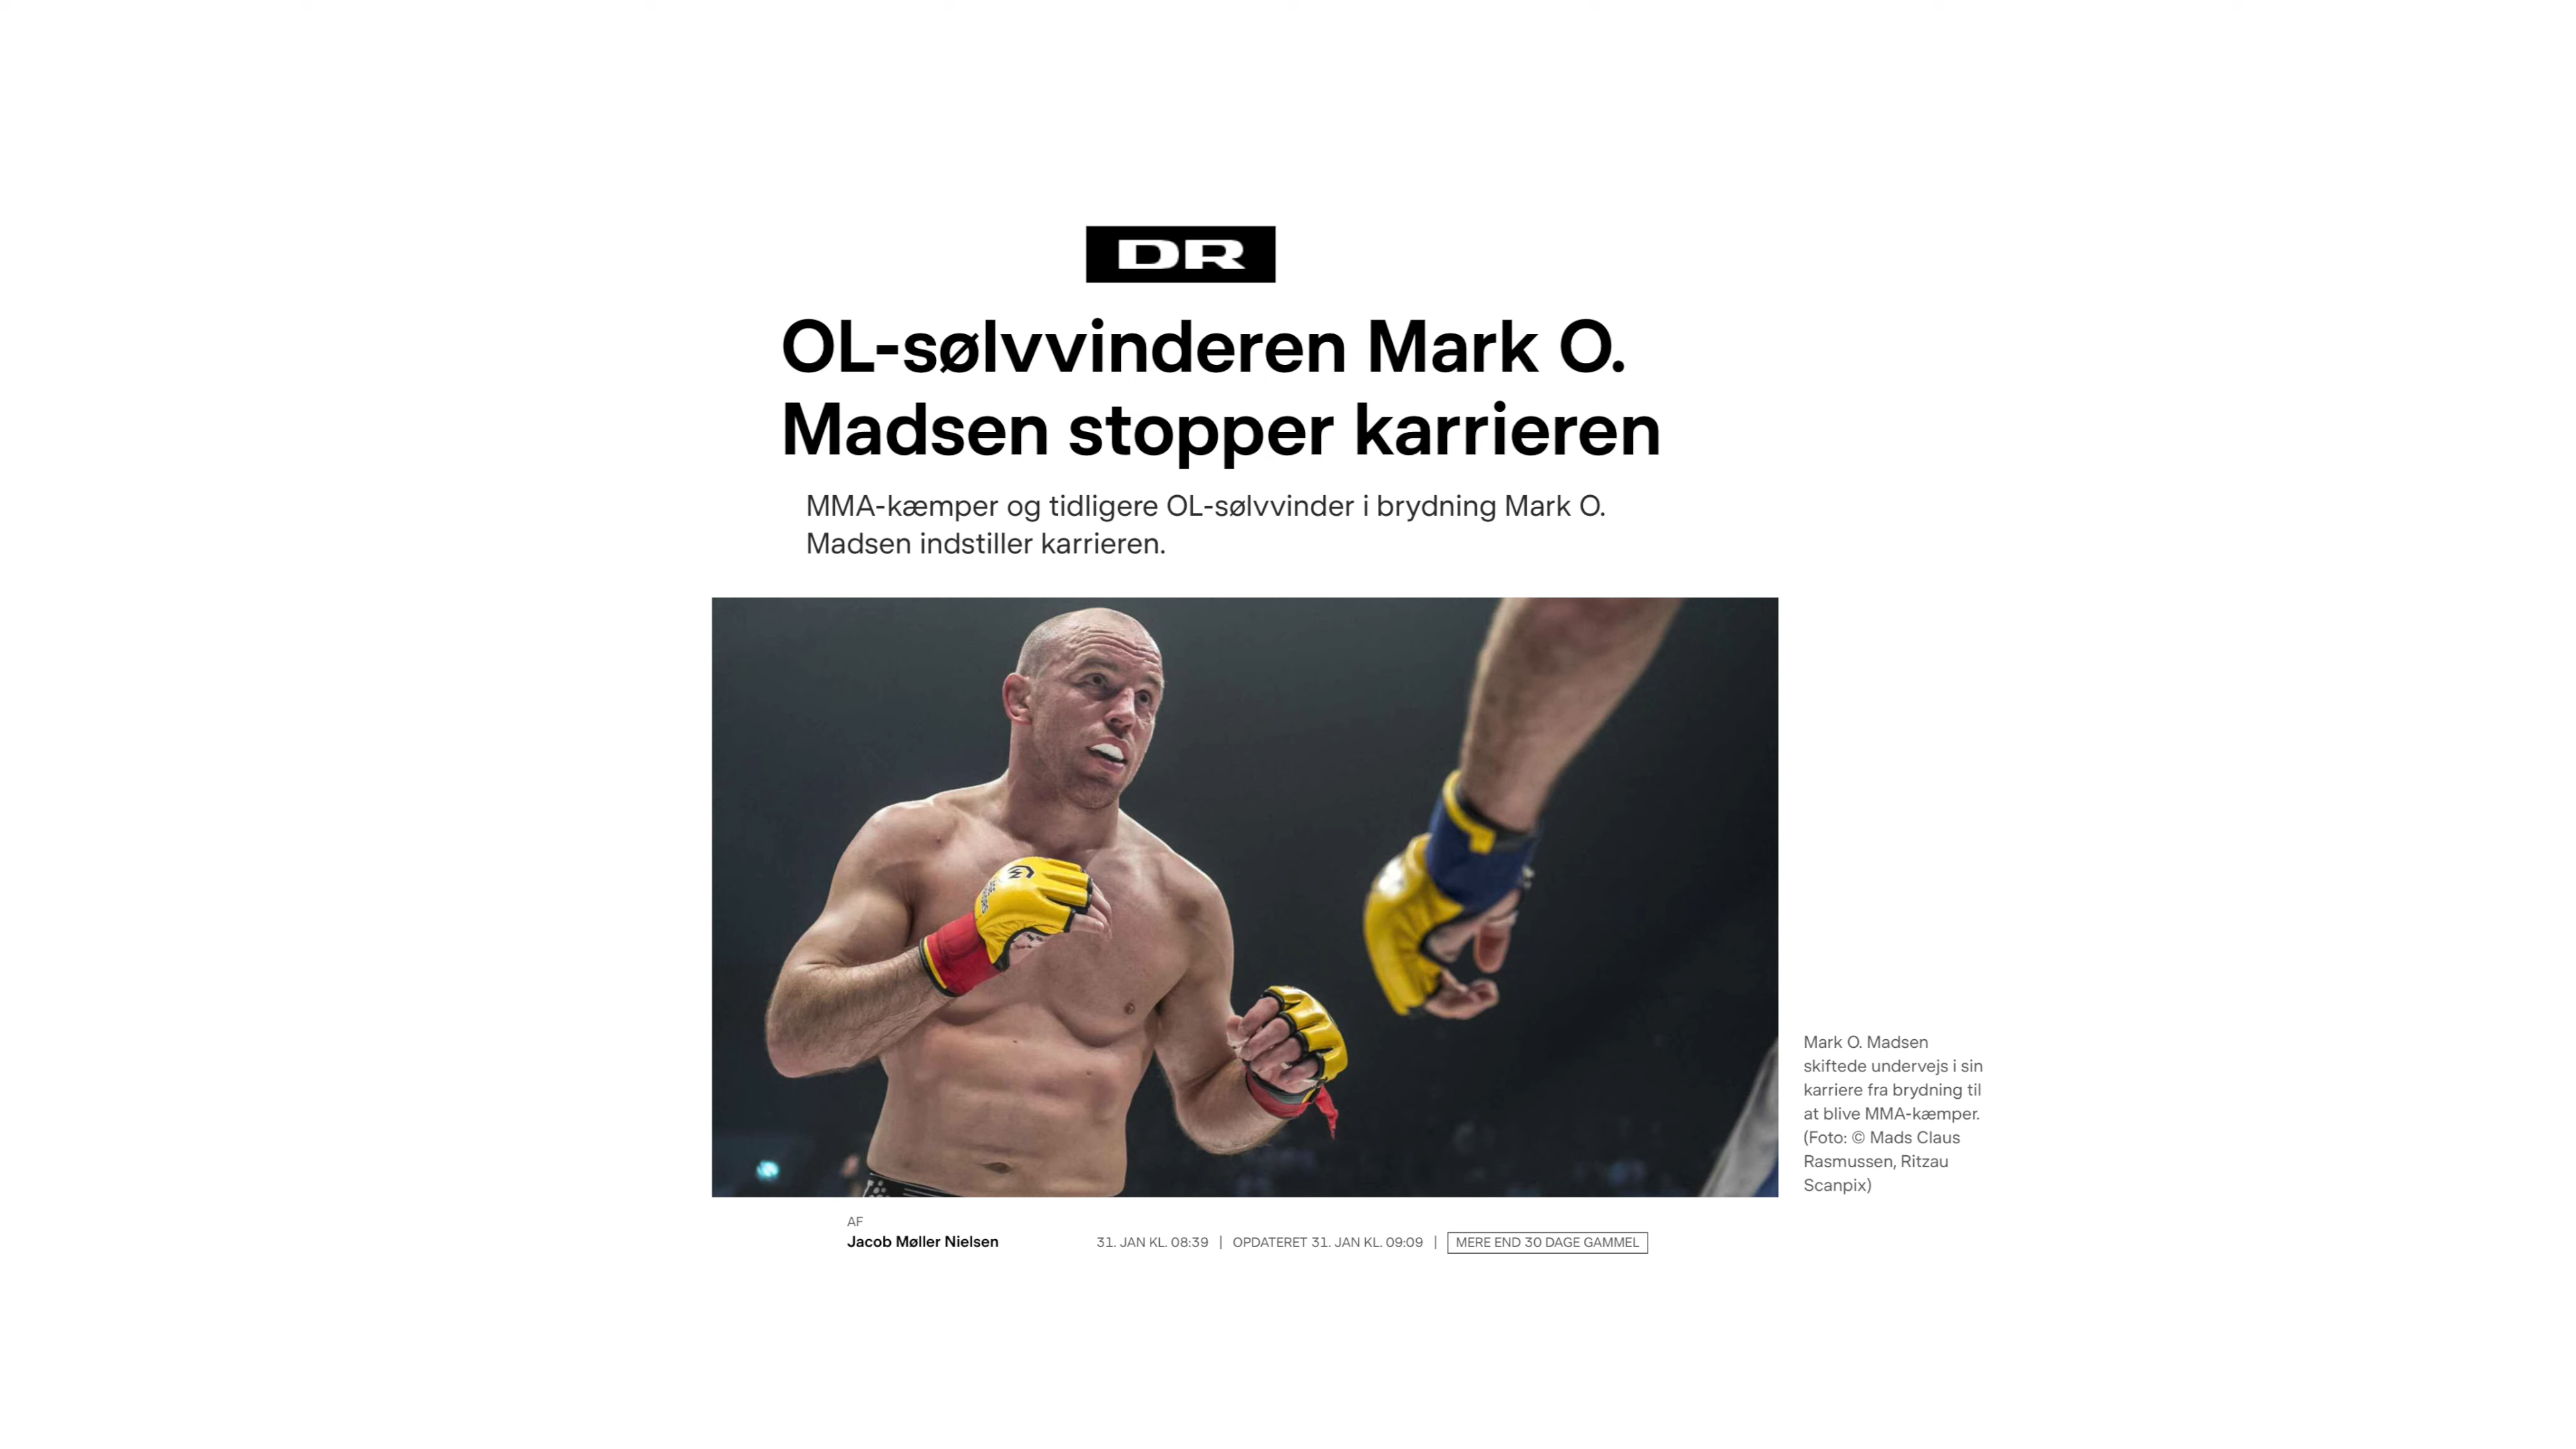 DR
OL-sølvvinderen Mark O.
Madsen stopper karrieren
MMA-kæmper og tidligere OL-sølvvinder i brydning Mark O.
Madsen indstiller karrieren.
Mark O. Madsen
skiftede undervejs i sin
karriere fra brydning til
at blive MMA-kæmper.
(Foto: © Mads Claus
Rasmussen, Ritzau
Scanpix)
AF
Jacob Møller Nielsen
31. JAN KL. 08:39 | OPDATERET 31. JAN KL. 09:09 | MERE END 30 DAGE GAMMEL